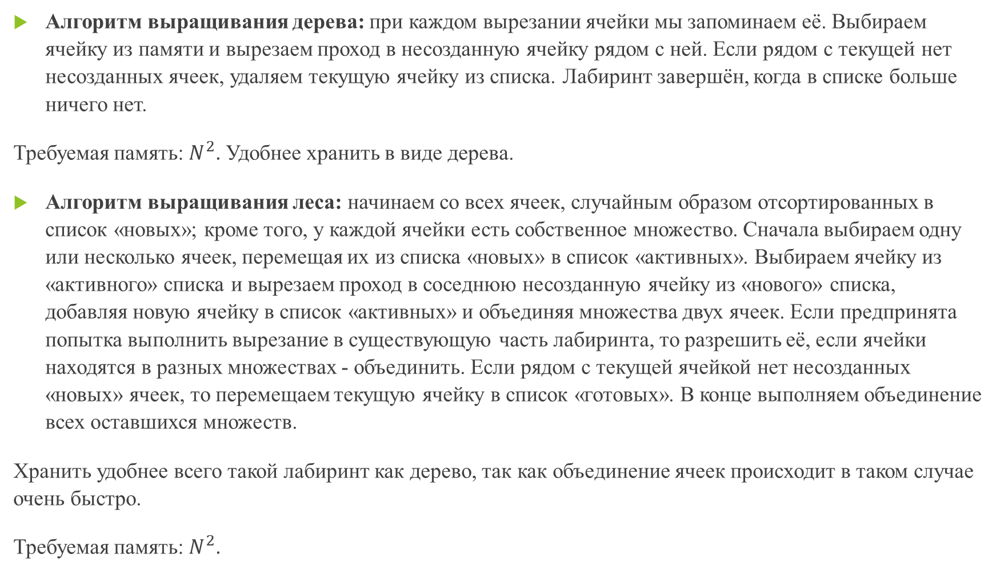 Алгоритм выращивания дерева: при каждом вырезании ячейки мы запоминаем её. Выбираем
ячейку из памяти и вырезаем проход в несозданную ячейку рядом с ней. Если рядом с текущей нет
несозданных ячеек, удаляем текущую ячейку из списка. Лабиринт завершён, когда в списке больше
ничего нет.
Требуемая память: N². Удобнее хранить в виде дерева.
Алгоритм выращивания леса: начинаем со всех ячеек, случайным образом отсортированных в
список «новых»; кроме того, у каждой ячейки есть собственное множество. Сначала выбираем одну
или несколько ячеек, перемещая их из списка «новых» в список «активных». Выбираем ячейку из
«активного» списка и вырезаем проход в соседнюю несозданную ячейку из «нового» списка,
добавляя новую ячейку в список «активных» и объединяя множества двух ячеек. Если предпринята
попытка выполнить вырезание в существующую часть лабиринта, то разрешить её, если ячейки
находятся в разных множествах - объединить. Если рядом с текущей ячейкой нет несозданных
«новых» ячеек, то перемещаем текущую ячейку в список «готовых». В конце выполняем объединение
всех оставшихся множеств.
Хранить удобнее всего такой лабиринт как дерево, так как объединение ячеек происходит в таком случае
очень быстро.
Требуемая память: N².